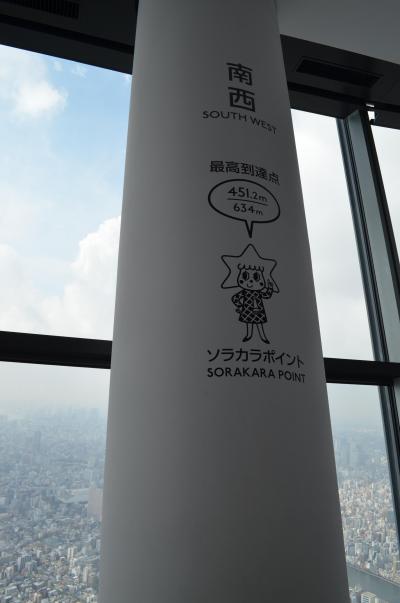 南西
SOUTH WEST
最高到達点
451.2m
634m
ソラカラポイント
SORAKARA POINT